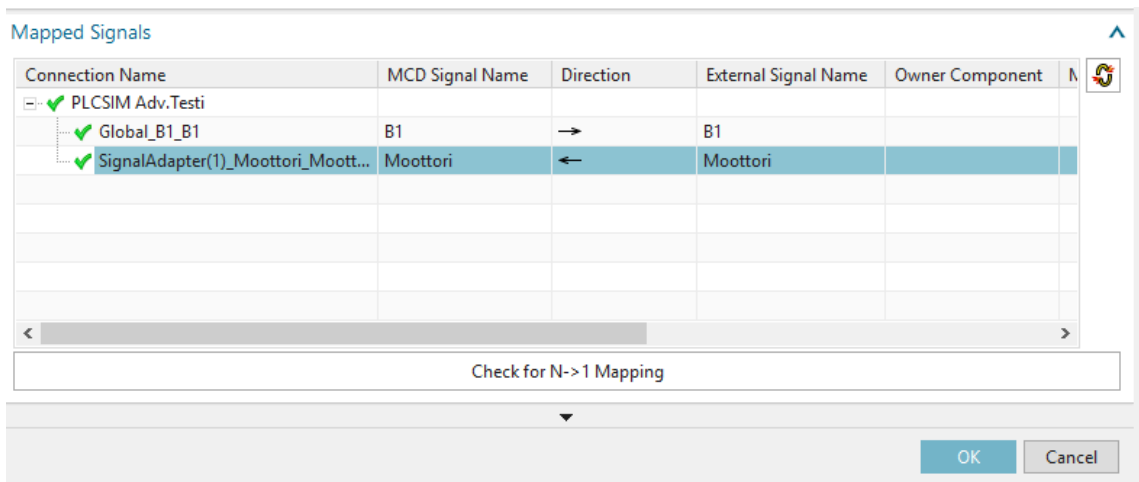 Mapped Signals
Connection Name MCD Signal Name Direction External Signal Name Owner Component
PLCSIM Adv.Testi
Global_B1_B1 B1 → B1
SignalAdapter(1)_Moottori_Moott... Moottori ← Moottori
Check for N->1 Mapping
OK Cancel